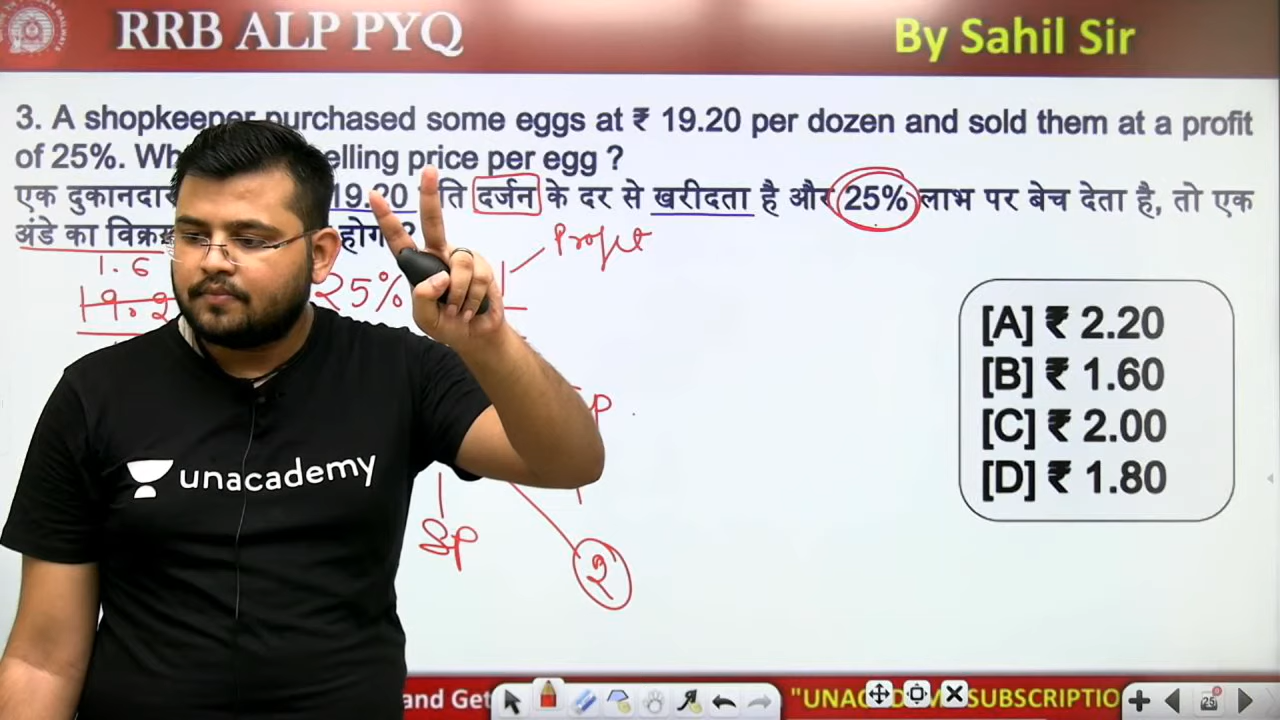 RRB ALP PYQ
By Sahil Sir
3. A shopkeeper purchased some eggs at ₹ 19.20 per dozen and sold them at a profit
of 25%. elling price per egg ?
एक दुकानदार 19.20 दर्जन के दर से खरीदता है और 25% लाभ पर बेच देता है, तो एक
अंडे का
Profit
1.6
19.2
25%
[A] ₹ 2.20
[B] ₹ 1.60
[C] ₹ 2.00
[D] ₹ 1.80
unacademy
SP
2
and Get
"UNAC SUBSCRIPTIO
25